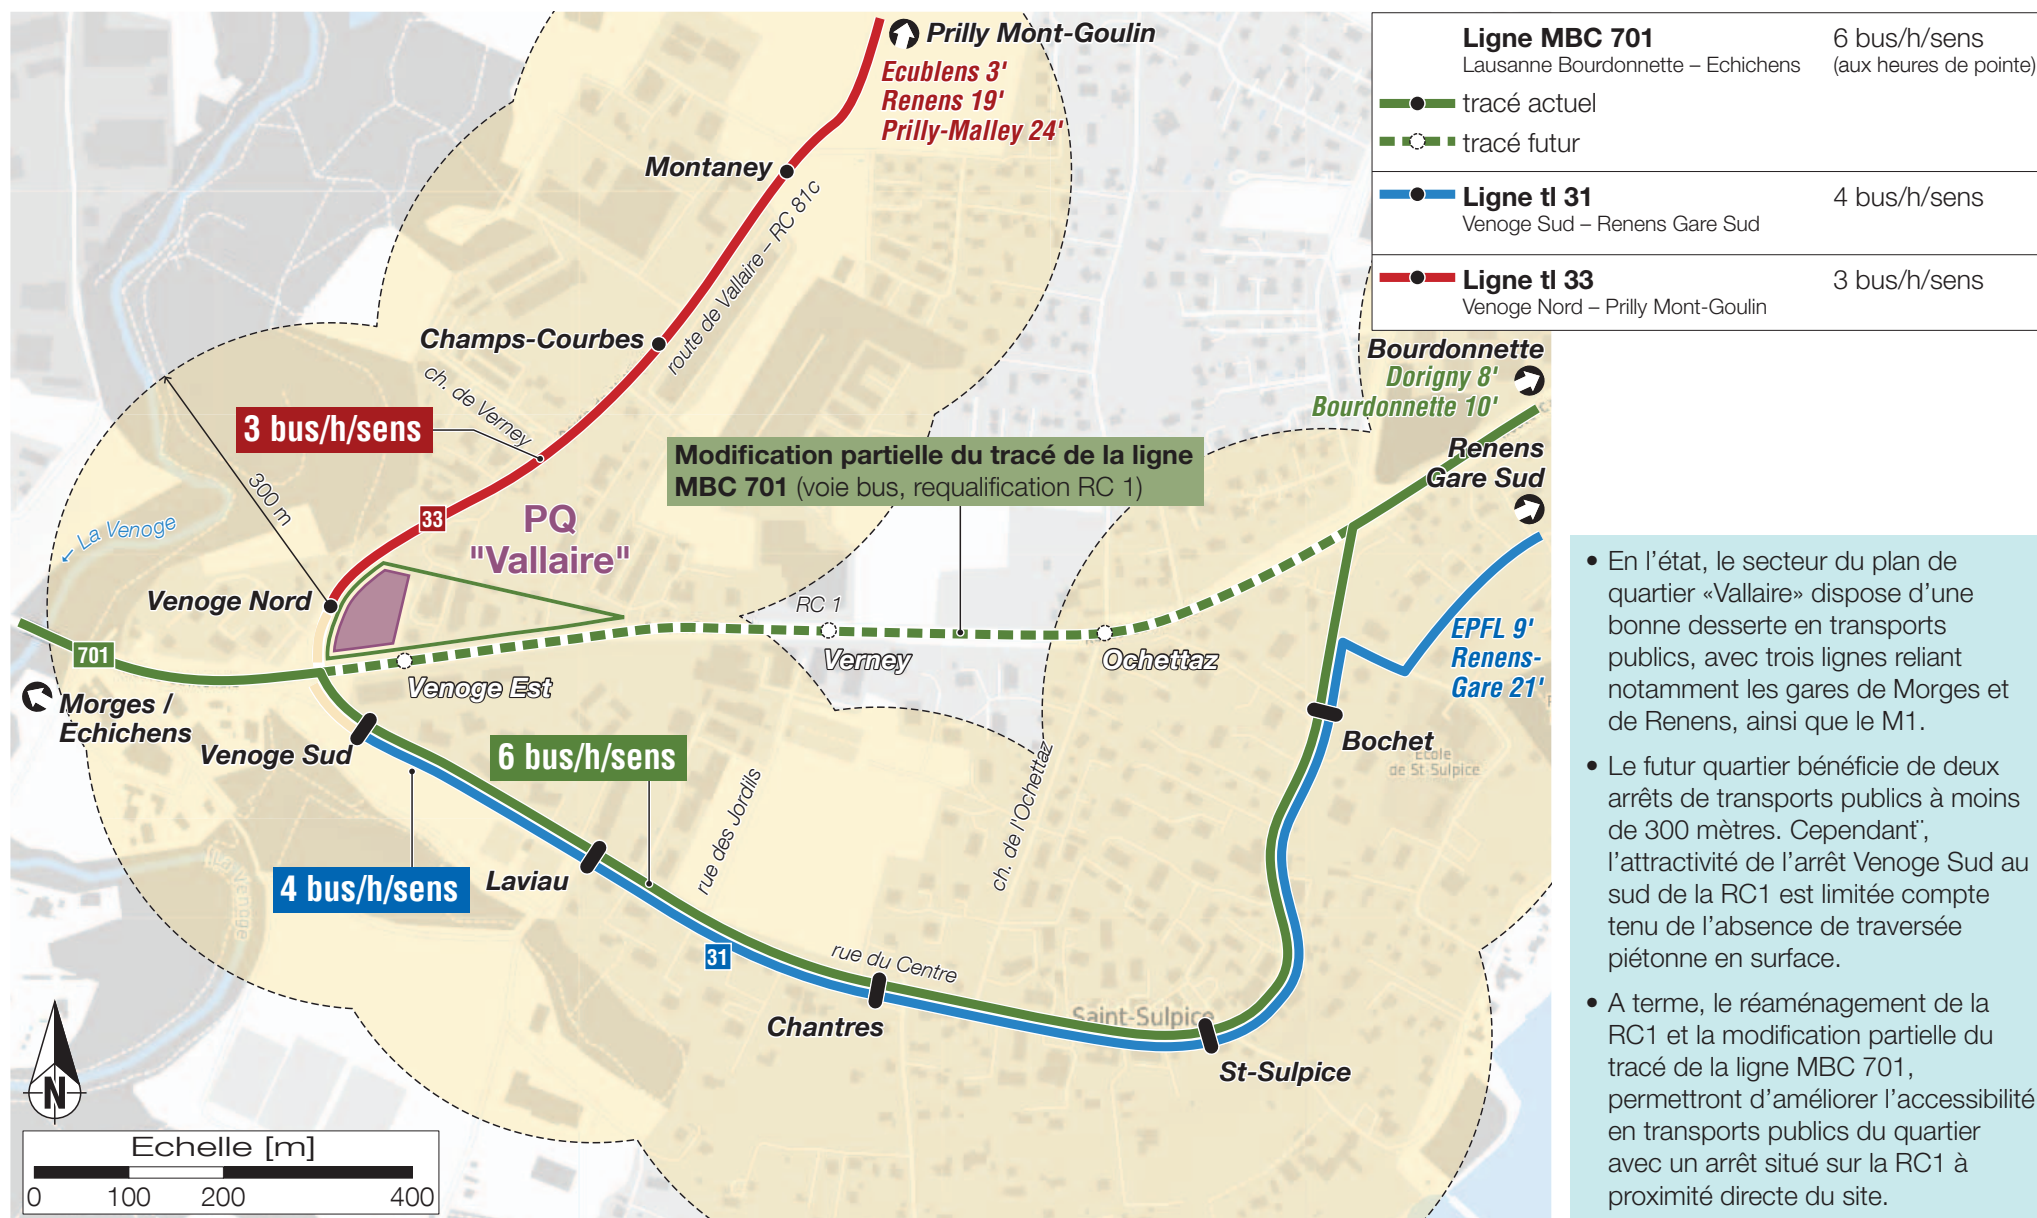 Prilly Mont-Goulin
Ecublens 3'
Renens 19'
Prilly-Malley 24'
Montaney
route de Vallaire – RC 81c
Champs-Courbes
ch. de Verney
3 bus/h/sens
300 m
← La Venoge
33
PQ
"Vallaire"
Venoge Nord
701
Morges /
Echichens
Venoge Sud
Venoge Est
Modification partielle du tracé de la ligne
MBC 701 (voie bus, requalification RC 1)
RC 1
Verney
Ochettaz
Bourdonnette
Dorigny 8'
Bourdonnette 10'
Renens
Gare Sud
EPFL 9'
Renens-
Gare 21'
Bochet
Ecole
de St-Sulpice
6 bus/h/sens
4 bus/h/sens
Laviau
rue des Jordils
ch. de l'Ochettaz
La Venoge
31
rue du Centre
Chantres
Saint-Sulpice
St-Sulpice
N
Echelle [m]
0 100 200 400
Ligne MBC 701 6 bus/h/sens
Lausanne Bourdonnette – Echichens (aux heures de pointe)
tracé actuel
tracé futur
Ligne tl 31 4 bus/h/sens
Venoge Sud – Renens Gare Sud
Ligne tl 33 3 bus/h/sens
Venoge Nord – Prilly Mont-Goulin
• En l’état, le secteur du plan de
quartier «Vallaire» dispose d’une
bonne desserte en transports
publics, avec trois lignes reliant
notamment les gares de Morges et
de Renens, ainsi que le M1.
• Le futur quartier bénéficie de deux
arrêts de transports publics à moins
de 300 mètres. Cependant¨,
l’attractivité de l’arrêt Venoge Sud au
sud de la RC1 est limitée compte
tenu de l’absence de traversée
piétonne en surface.
• A terme, le réaménagement de la
RC1 et la modification partielle du
tracé de la ligne MBC 701,
permettront d’améliorer l’accessibilité
en transports publics du quartier
avec un arrêt situé sur la RC1 à
proximité directe du site.